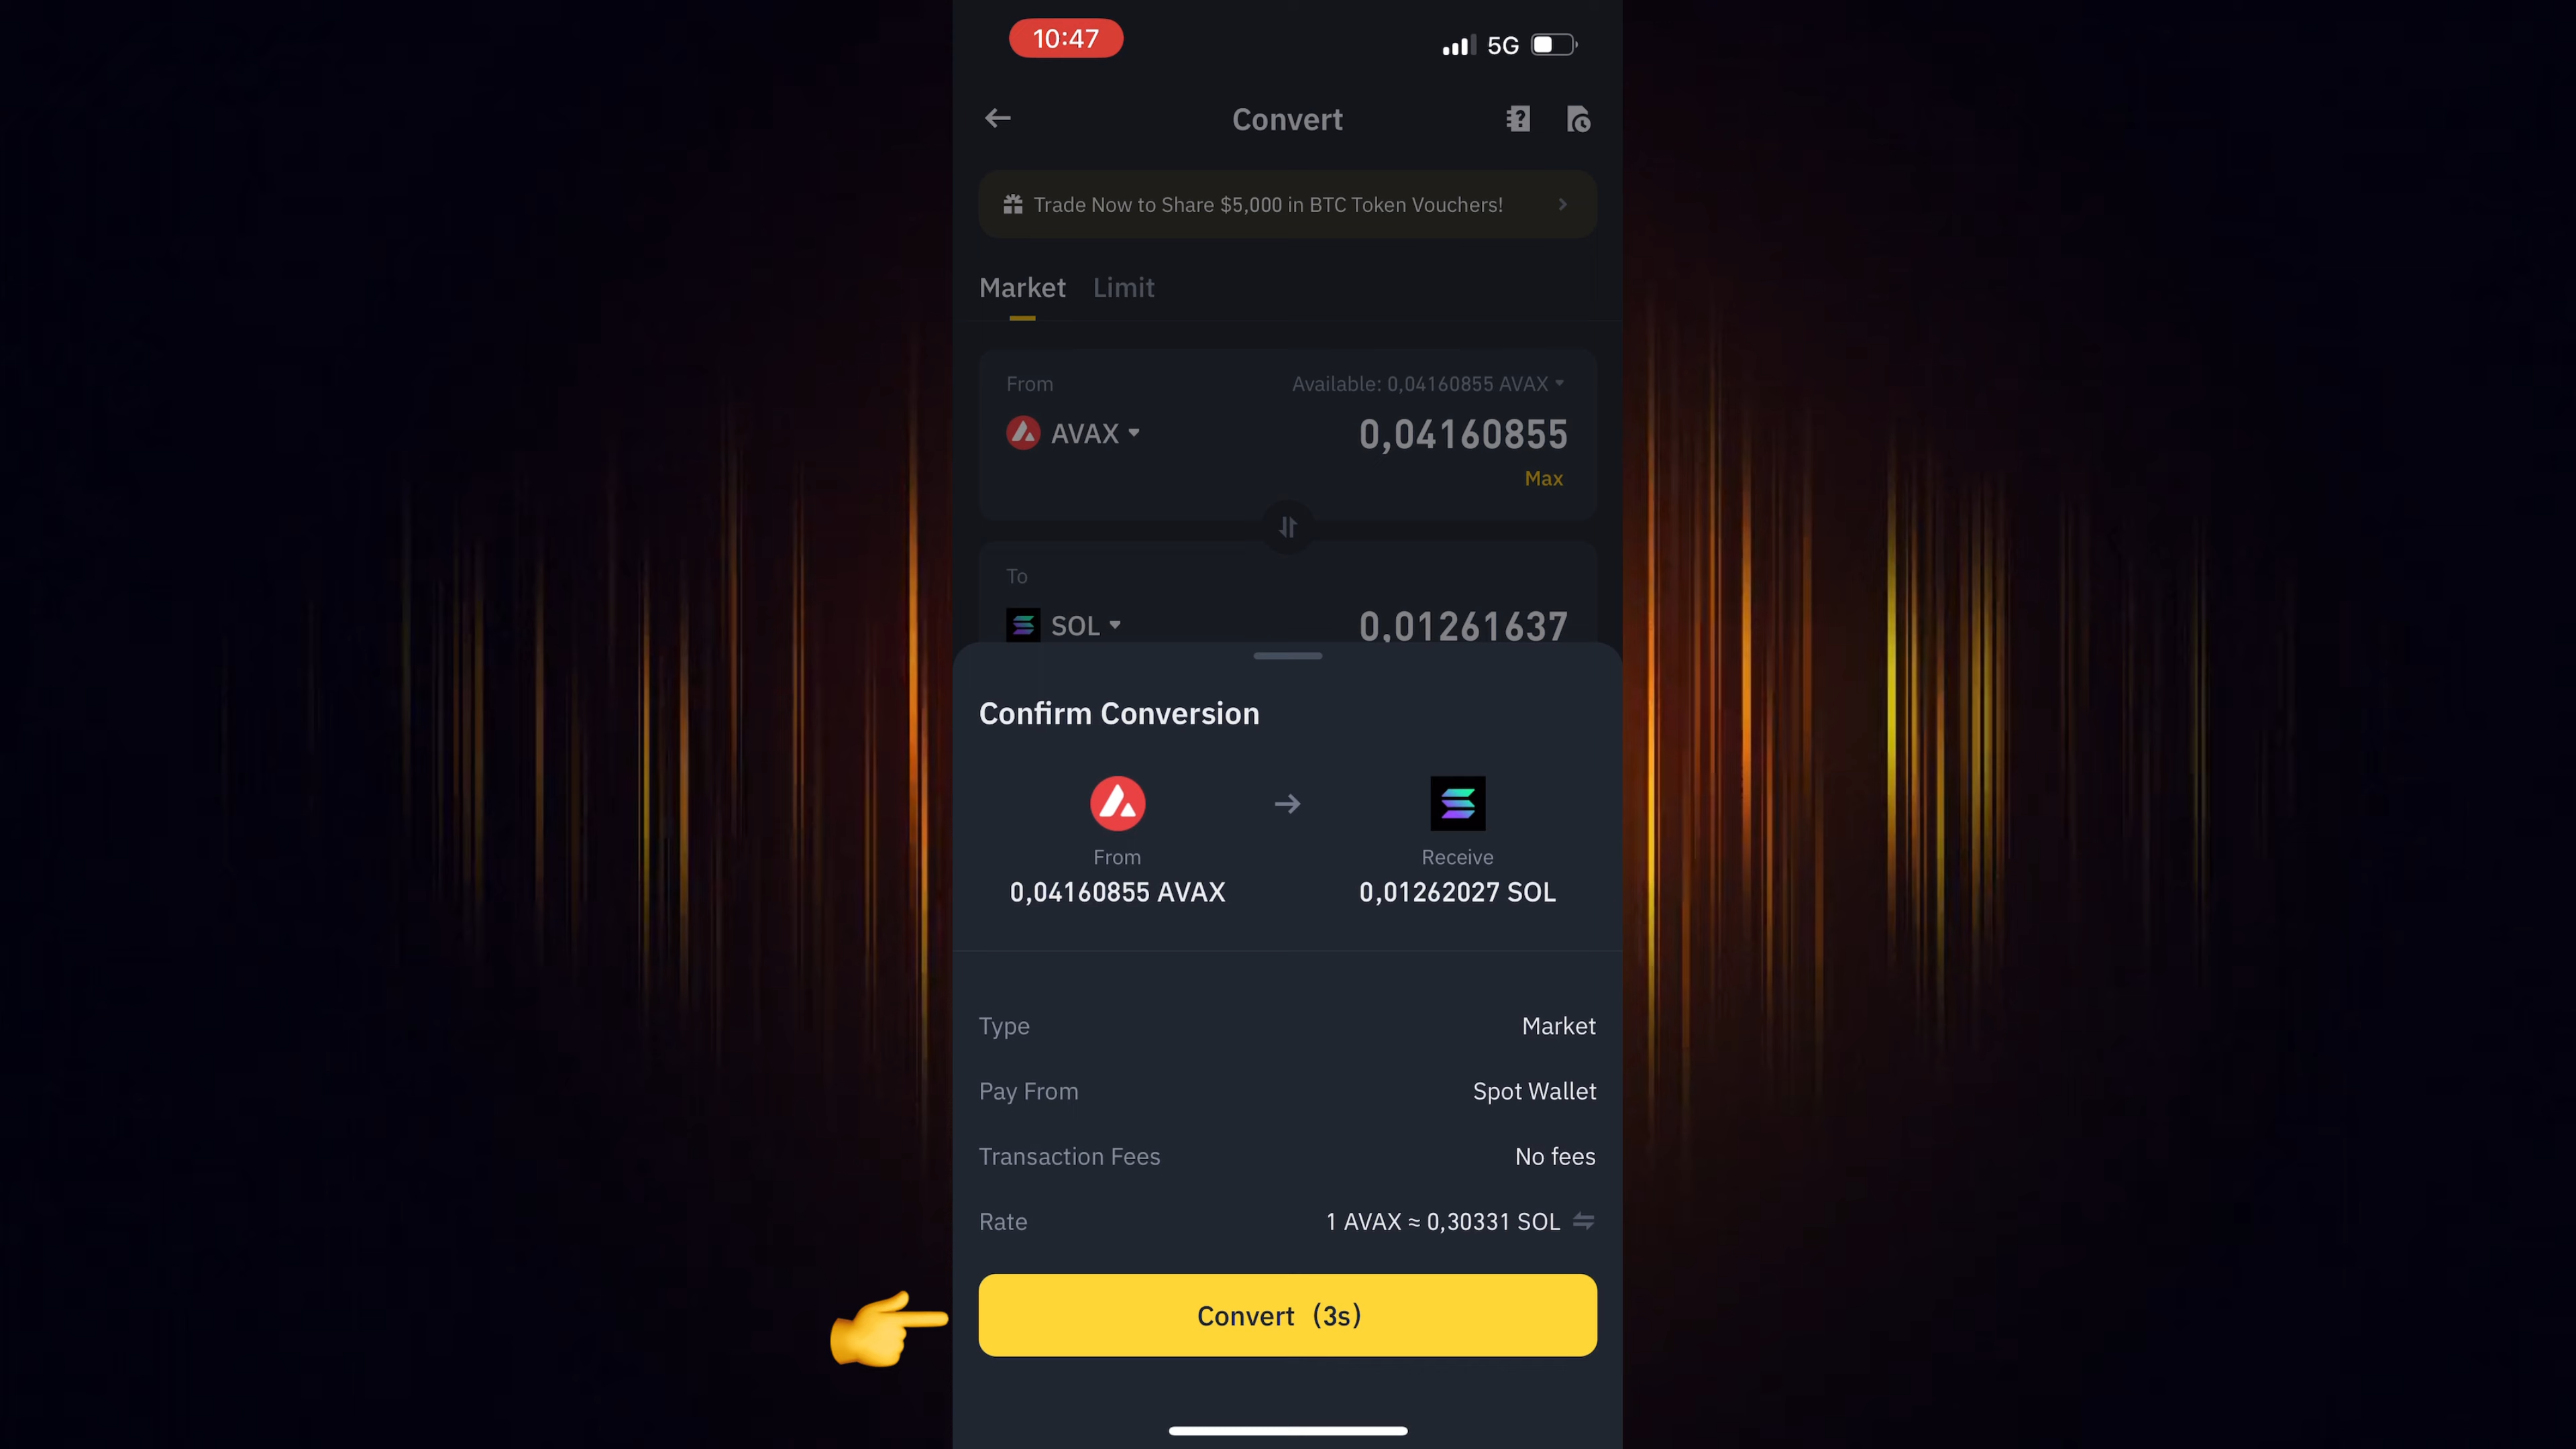 10:47
5G
Convert
Trade Now to Share $5,000 in BTC Token Vouchers!
Market Limit
From Available: 0,04160855 AVAX
AVAX 0,04160855
Max
To
SOL 0,01261637
Confirm Conversion
From Receive
0,04160855 AVAX 0,01262027 SOL
Type Market
Pay From Spot Wallet
Transaction Fees No fees
Rate 1 AVAX ≈ 0,30331 SOL
Convert (3s)